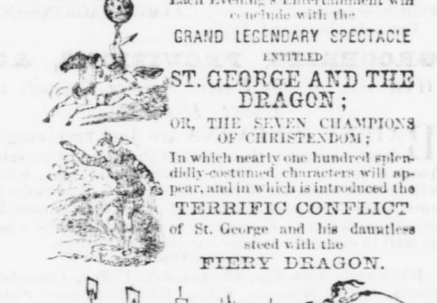 Each Evening's Entertainment will
conclude with the
GRAND LEGENDARY SPECTACLE
ENTITLED
ST. GEORGE AND THE
DRAGON;
OR, THE SEVEN CHAMPIONS
OF CHRISTENDOM;
In which nearly one hundred splen-
didly-costumed characters will ap-
pear, and in which is introduced the
TERRIFIC CONFLICT
of St. George and his dauntless
steed with the
FIERY DRAGON.